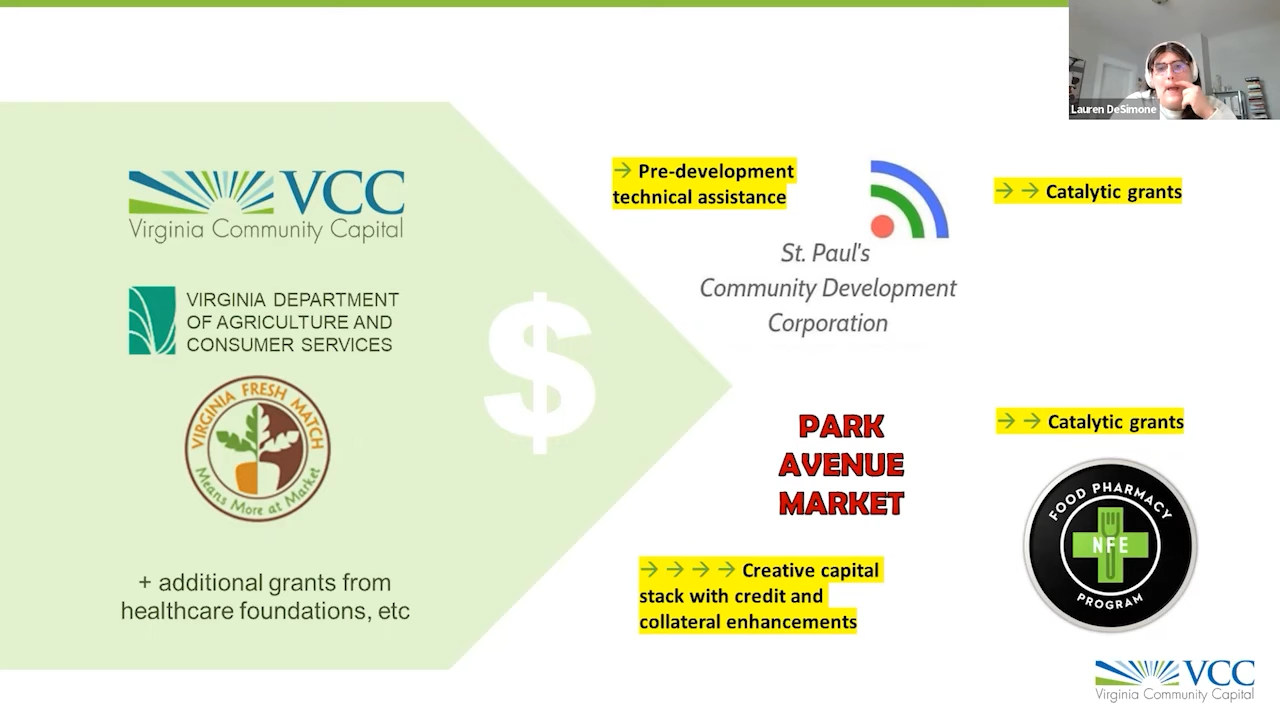 Lauren DeSimone
VCC
Virginia Community Capital
VIRGINIA DEPARTMENT
OF AGRICULTURE AND
CONSUMER SERVICES
VIRGINIA FRESH MATCH
Means More at Market
+ additional grants from
healthcare foundations, etc
$
→ Pre-development
technical assistance
St. Paul's
Community Development
Corporation
→ → Catalytic grants
PARK
AVENUE
MARKET
→ → → → Creative capital
stack with credit and
collateral enhancements
→ → Catalytic grants
FOOD PHARMACY
NFE
PROGRAM
VCC
Virginia Community Capital